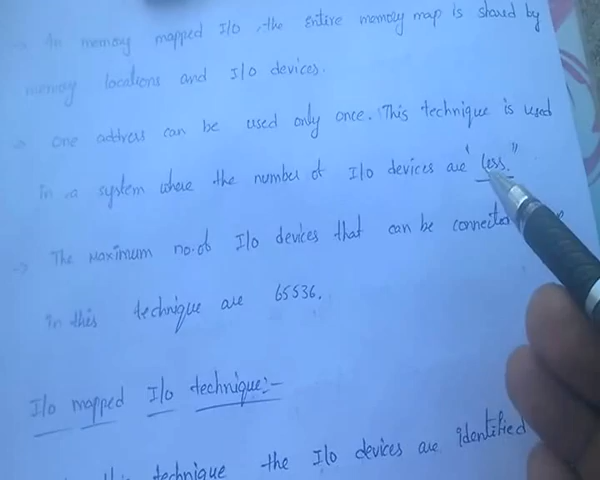 → In memory mapped I/o, the entire memory map is shared by
memory locations and I/o devices.
→ one address can be used only once. This technique is used
in a system where the number of I/o devices are "less."
→ The Maximum no. of I/o devices that can be connected
in this technique are 65536.
I/o mapped I/o technique:-
this technique the I/o devices are identified